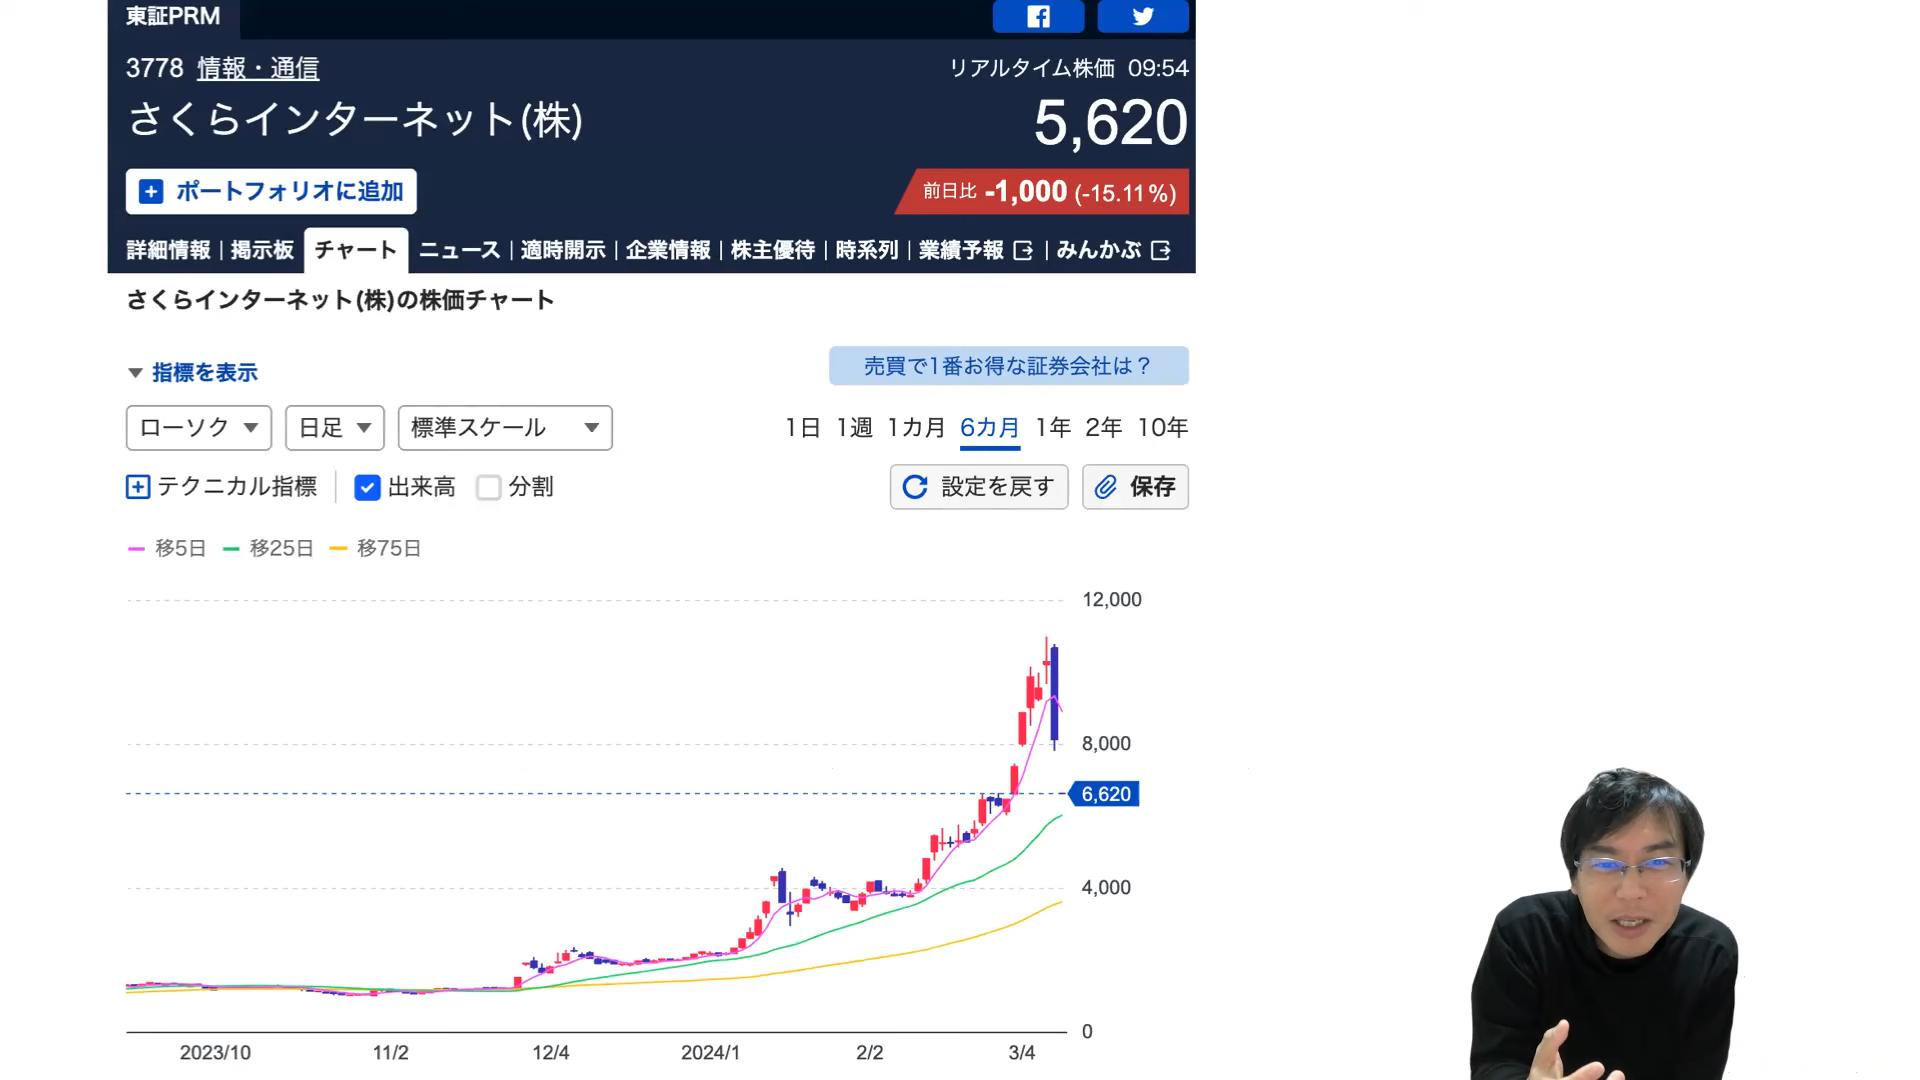 東証PRM
3778 情報・通信
リアルタイム株価 09:54
さくらインターネット(株)
5,620
ポートフォリオに追加
前日比 -1,000 (-15.11%)
詳細情報 | 掲示板 チャート ニュース | 適時開示 | 企業情報 | 株主優待 | 時系列 | 業績予報 | みんかぶ
さくらインターネット(株)の株価チャート
指標を表示
売買で1番お得な証券会社は？
ローソク 日足 標準スケール
1日 1週 1カ月 6カ月 1年 2年 10年
テクニカル指標 出来高 分割
設定を戻す 保存
移5日 移25日 移75日
12,000
8,000
6,620
4,000
0
2023/10 11/2 12/4 2024/1 2/2 3/4